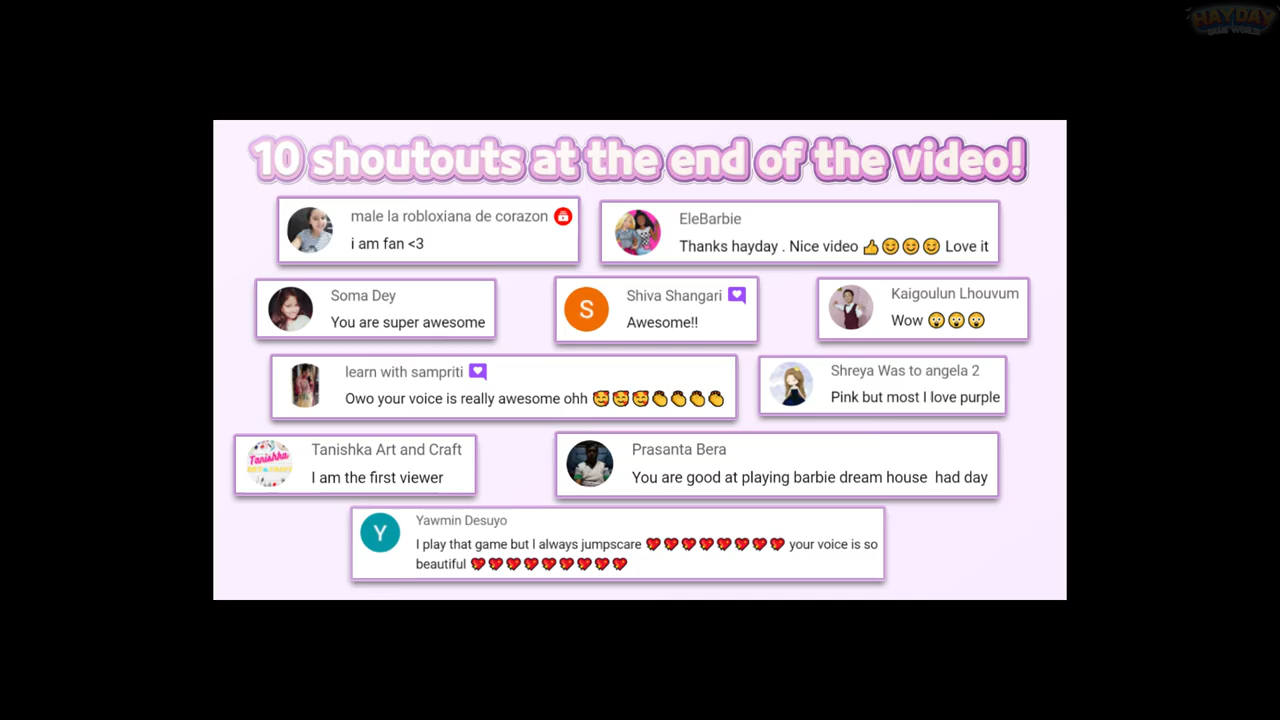 HAYDAY
GAME WORLD
10 shoutouts at the end of the video!
male la robloxiana de corazon
i am fan <3
EleBarbie
Thanks hayday . Nice video 👍😊😊😊 Love it
Soma Dey
You are super awesome
S
Shiva Shangari
Awesome!!
Kaigoulun Lhouvum
Wow 😲😲😲
learn with sampriti
Owo your voice is really awesome ohh 🥰🥰🥰👏👏👏👏
Shreya Was to angela 2
Pink but most I love purple
Tanishka
Tanishka Art and Craft
I am the first viewer
Prasanta Bera
You are good at playing barbie dream house  had day
Y
Yawmin Desuyo
I play that game but I always jumpscare 💖💖💖💖💖💖💖💖 your voice is so
beautiful 💖💖💖💖💖💖💖💖💖